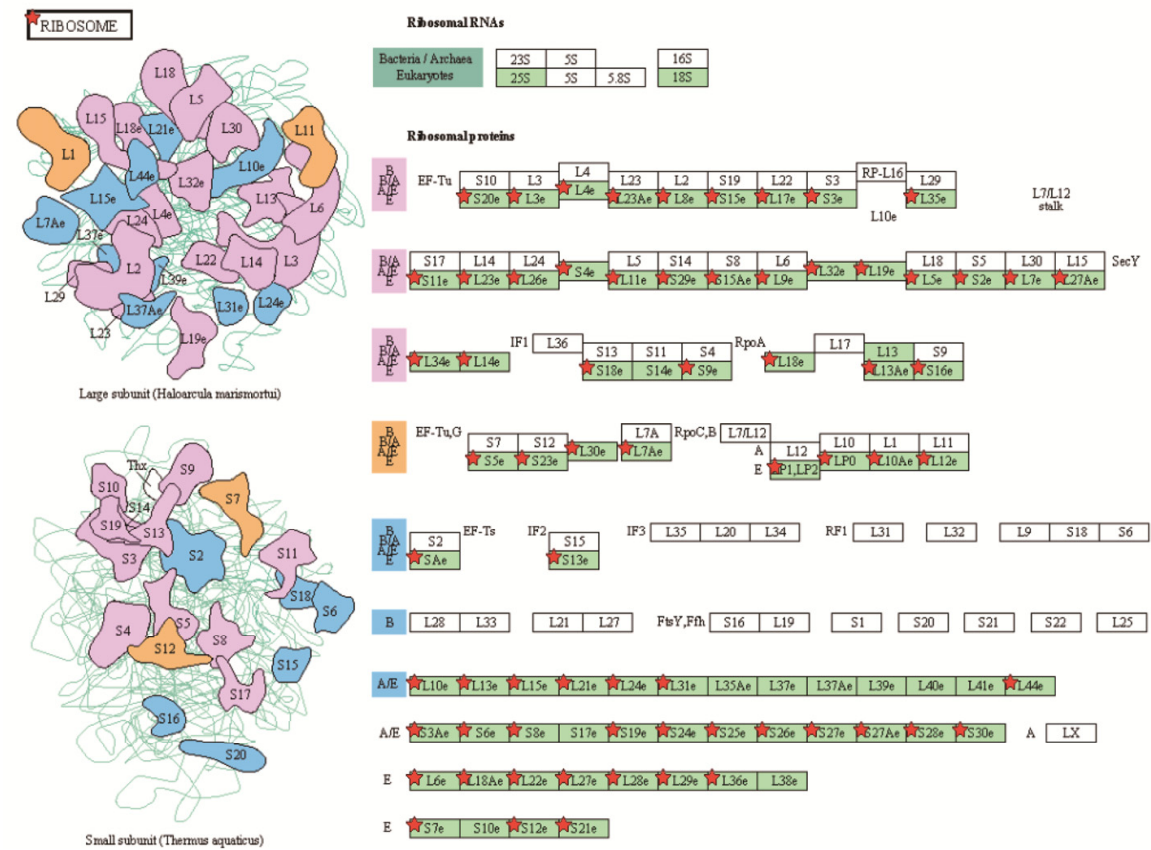 RIBOSOME
Ribosomal RNAs
Bacteria / Archaea 23S 5S 16S
Eukaryotes 25S 5S 5.8S 18S
Ribosomal proteins
B
B/A
A/E
E
EF-Tu S10 L3 L4 L23 L2 S19 L22 S3 RP-L16 L29
S20e L3e L4e L23Ae L8e S15e L17e S3e L10e L35e
L7/L12
stalk
B/A
A/E
S17 L14 L24 L5 S14 S8 L6 L18 S5 L30 L15 SecY
S11e L23e L26e S4e L11e S29e S15Ae L9e L32e L19e L5e S2e L7e L27Ae
B
B/A
A/E
E
IF1 L36 S13 S11 S4 RpoA L17 L13 S9
L34e L14e S18e S14e S9e L18e L13Ae S16e
B
B/A
A/E
E
EF-Tu,G S7 S12 L7A RpoC,B L7/L12
S5e S23e L30e L7Ae
A L12 L10 L1 L11
E LP1,LP2 LP0 L10Ae L12e
B
B/A
A/E
E
S2 EF-Ts IF2 S15 IF3 L35 L20 L34 RF1 L31 L32 L9 S18 S6
SAe S13e
B L28 L33 L21 L27 FtsY,Ffh S16 L19 S1 S20 S21 S22 L25
A/E L10e L13e L15e L21e L24e L31e L35Ae L37e L37Ae L39e L40e L41e L44e
A/E S3Ae S6e S8e S17e S19e S24e S25e S26e S27e S27Ae S28e S30e A LX
E L6e L18Ae L22e L27e L28e L29e L36e L38e
E S7e S10e S12e S21e
L18
L5
L15
L18e
L21e
L30
L11
L1
L44e
L32e
L10e
L15e
L13
L6
L7Ae
L24
L4e
L37e
L2
L22
L14
L3
L39e
L29
L37Ae
L31e
L24e
L23
L19e
Large subunit (Haloarcula marismortui)
Thx
S9
S10
S14
S7
S19
S13
S3
S2
S11
S18
S6
S4
S5
S8
S12
S15
S17
S16
S20
Small subunit (Thermus aquaticus)